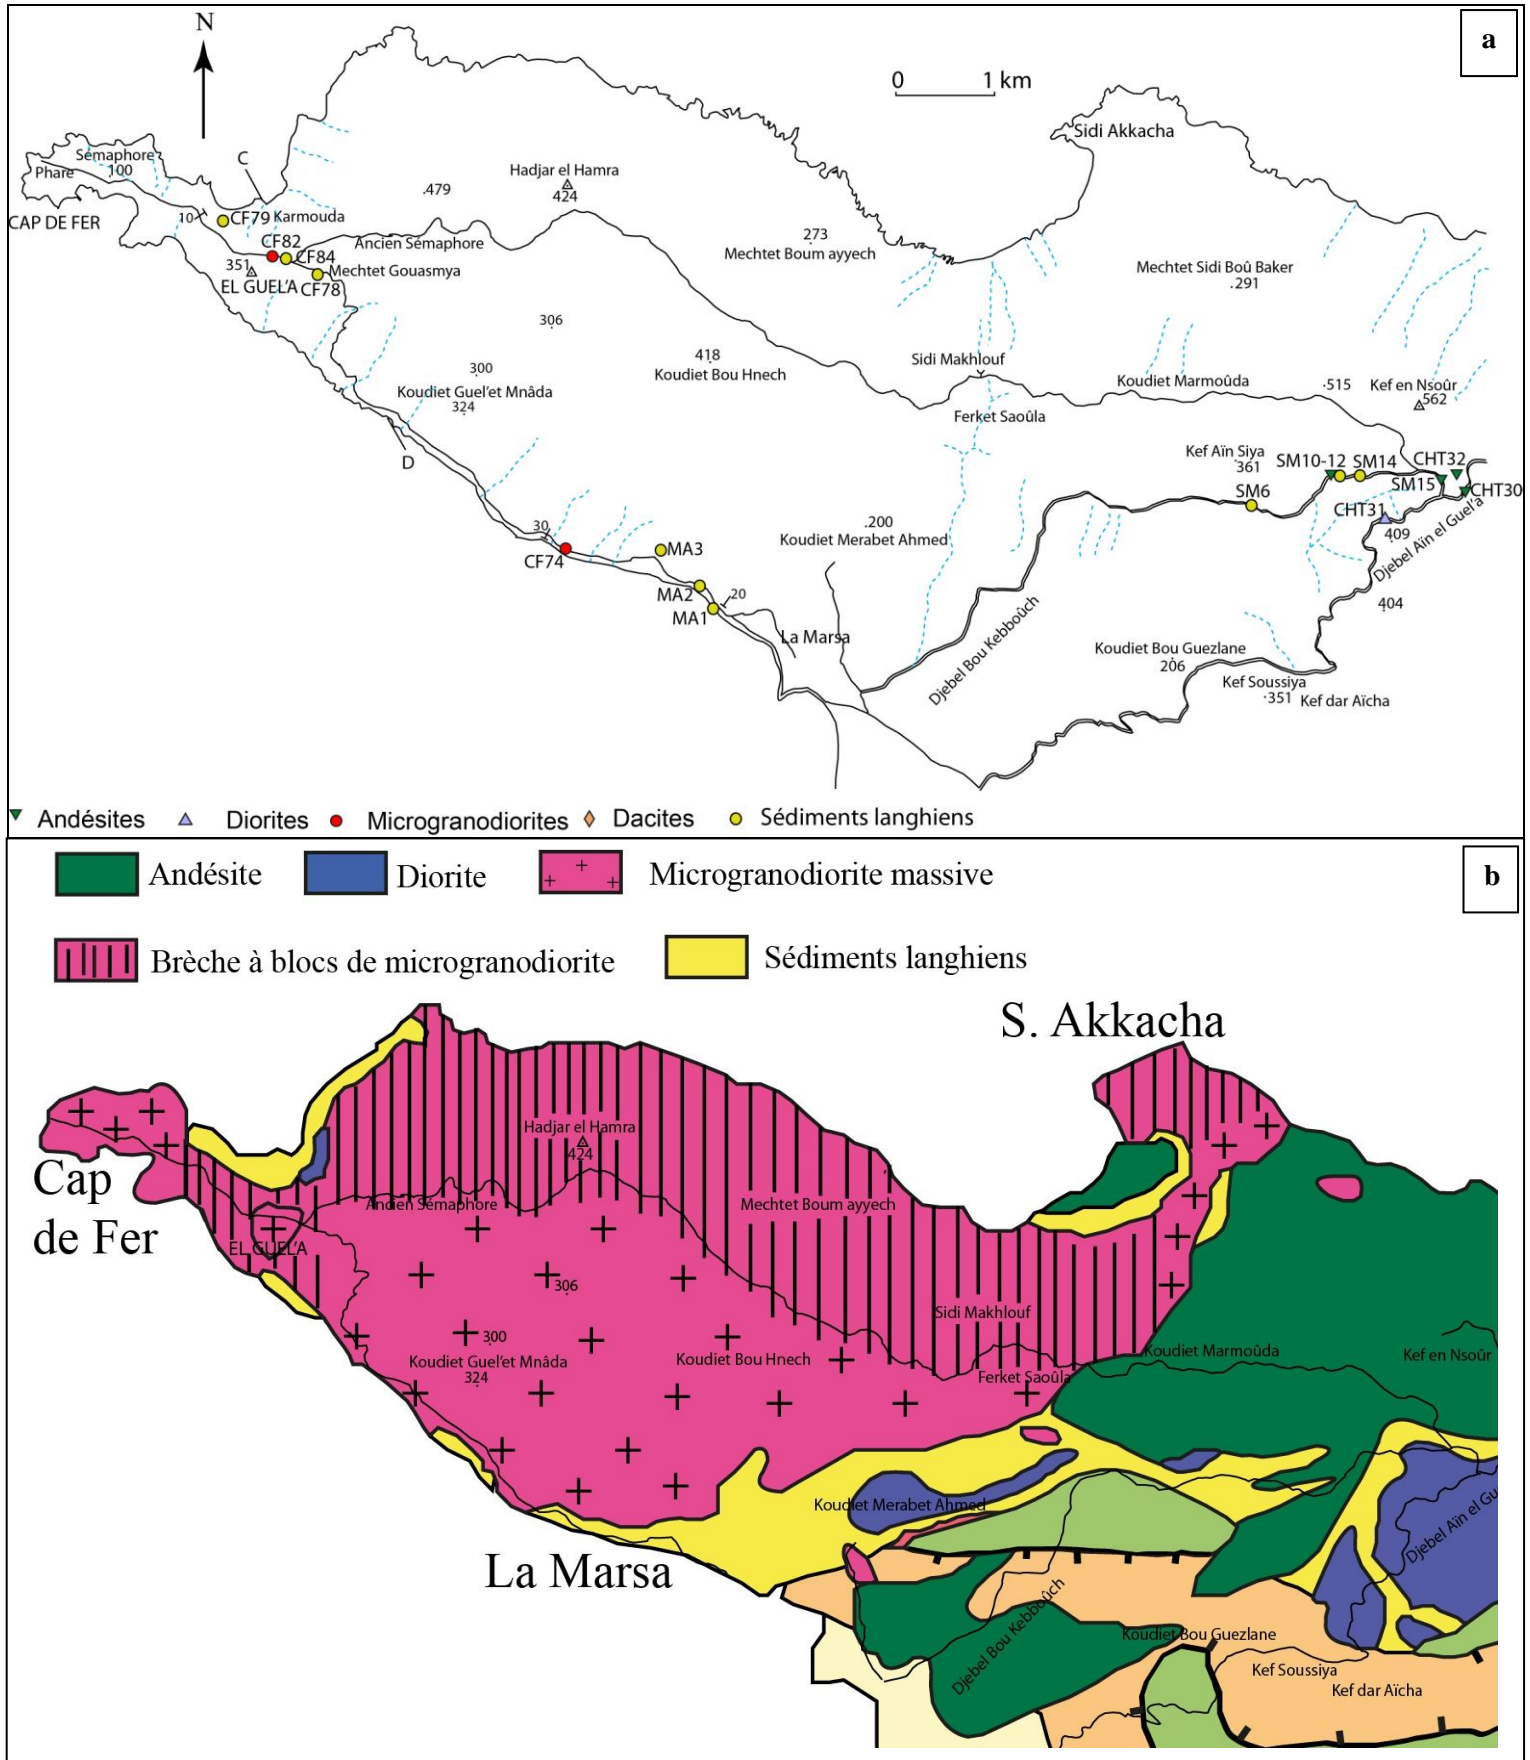 a
N
0 1 km
Sidi Akkacha
Sémaphore
100
Phare
C
Hadjar el Hamra
424
.479
CAP DE FER
10
CF79 Karmouda
CF82
CF84
Ancien Sémaphore
273
Mechtet Boum ayyech
351
EL GUEL'A
CF78
Mechtet Gouasmya
Mechtet Sidi Boû Baker
.291
306
418
Koudiet Bou Hnech
300
Koudiet Guel'et Mnâda
324
Sidi Makhlouf
Koudiet Marmoûda
.515
Kef en Nsoûr
562
Ferket Saoûla
D
Kef Aïn Siya
361
SM10-12
SM14
CHT32
SM15
CHT30
SM6
CHT31
409
Djebel Aïn el Guel'a
30
CF74
MA3
.200
Koudiet Merabet Ahmed
MA2
20
MA1
404
La Marsa
Djebel Bou Kebboûch
Koudiet Bou Guezlane
206
Kef Soussiya
.351
Kef dar Aïcha
Andésites
Diorites
Microgranodiorites
Dacites
Sédiments langhiens
b
Andésite
Diorite
Microgranodiorite massive
Brèche à blocs de microgranodiorite
Sédiments langhiens
S. Akkacha
Hadjar el Hamra
424
Cap
de Fer
Ancien Sémaphore
Mechtet Boum ayyech
EL GUEL'A
306
Sidi Makhlouf
300
Koudiet Guel'et Mnâda
324
Koudiet Bou Hnech
Koudiet Marmoûda
Kef en Nsoûr
Ferket Saoûla
Koudiet Merabet Ahmed
La Marsa
Djebel Aïn el Gu
Djebel Bou Kebboûch
Koudiet Bou Guezlane
Kef Soussiya
Kef dar Aïcha